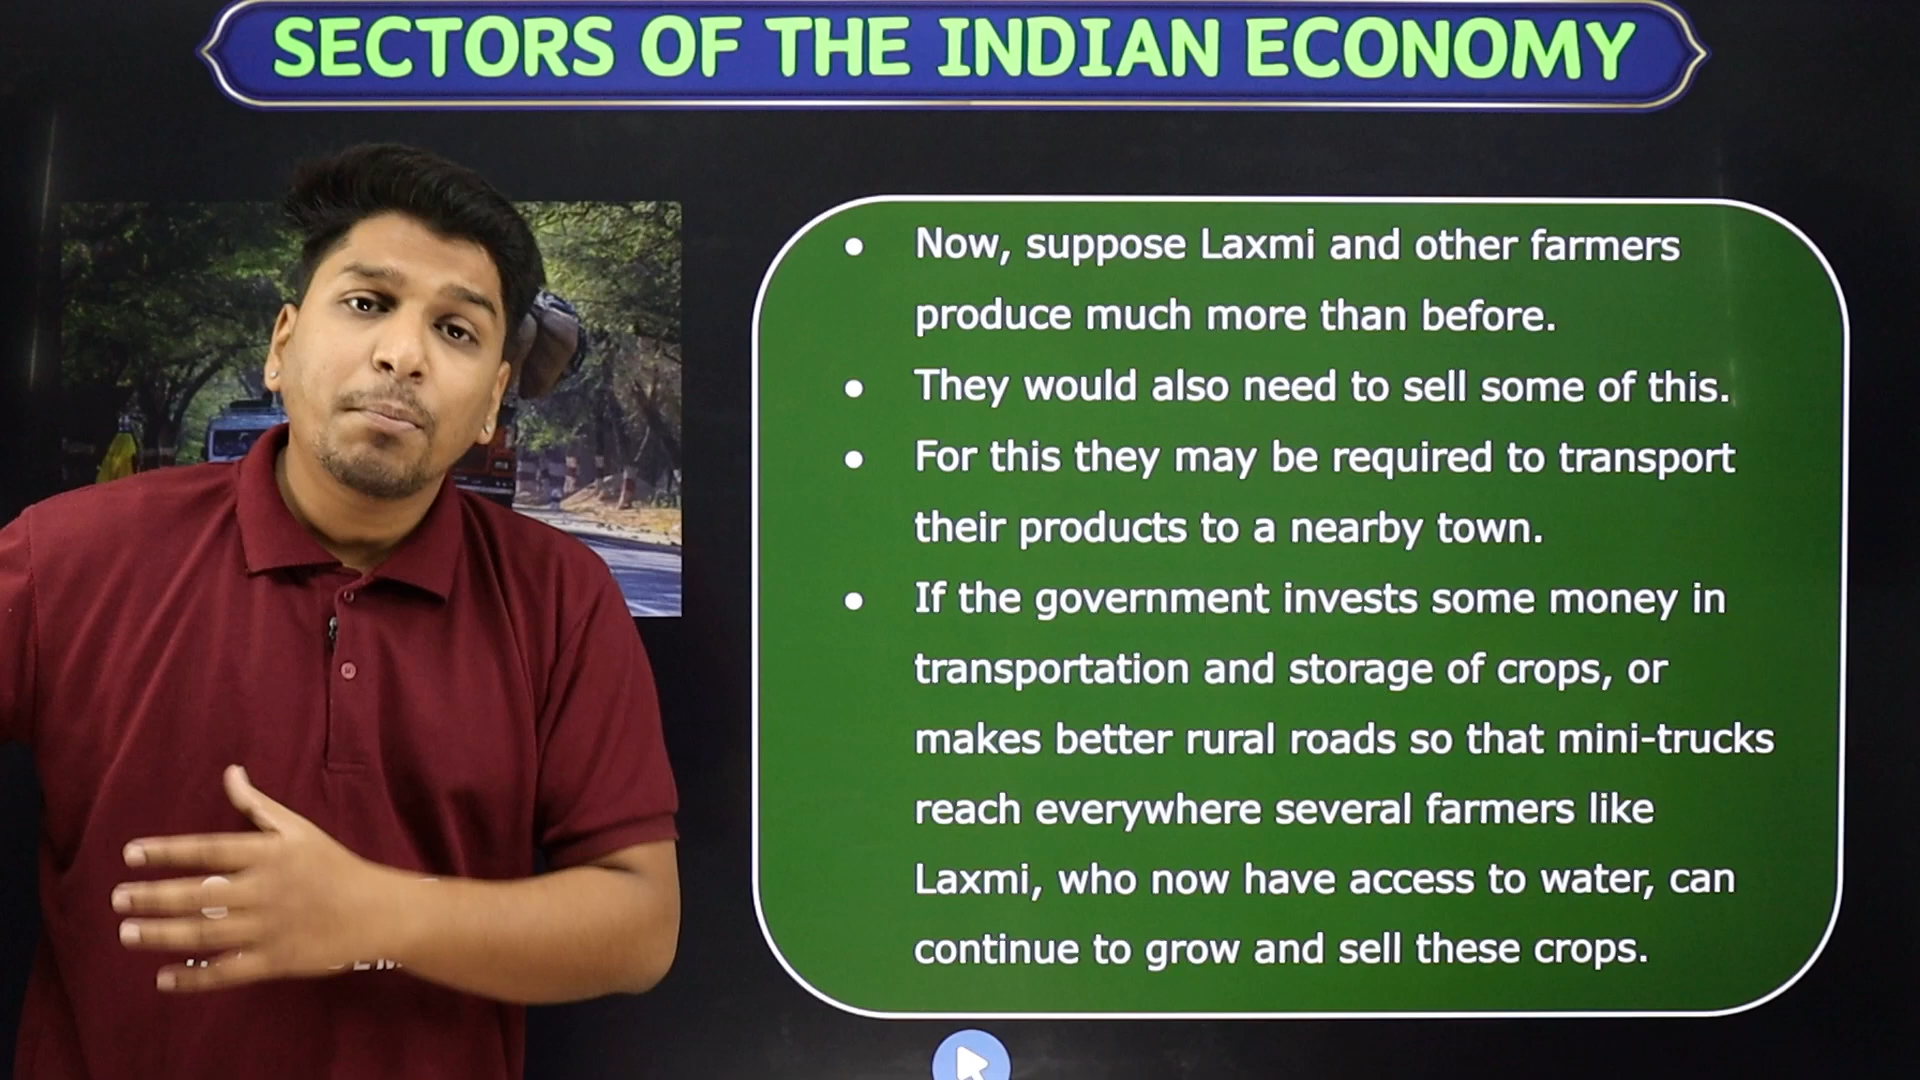 SECTORS OF THE INDIAN ECONOMY
● Now, suppose Laxmi and other farmers
produce much more than before.
● They would also need to sell some of this.
● For this they may be required to transport
their products to a nearby town.
● If the government invests some money in
transportation and storage of crops, or
makes better rural roads so that mini-trucks
reach everywhere several farmers like
Laxmi, who now have access to water, can
continue to grow and sell these crops.